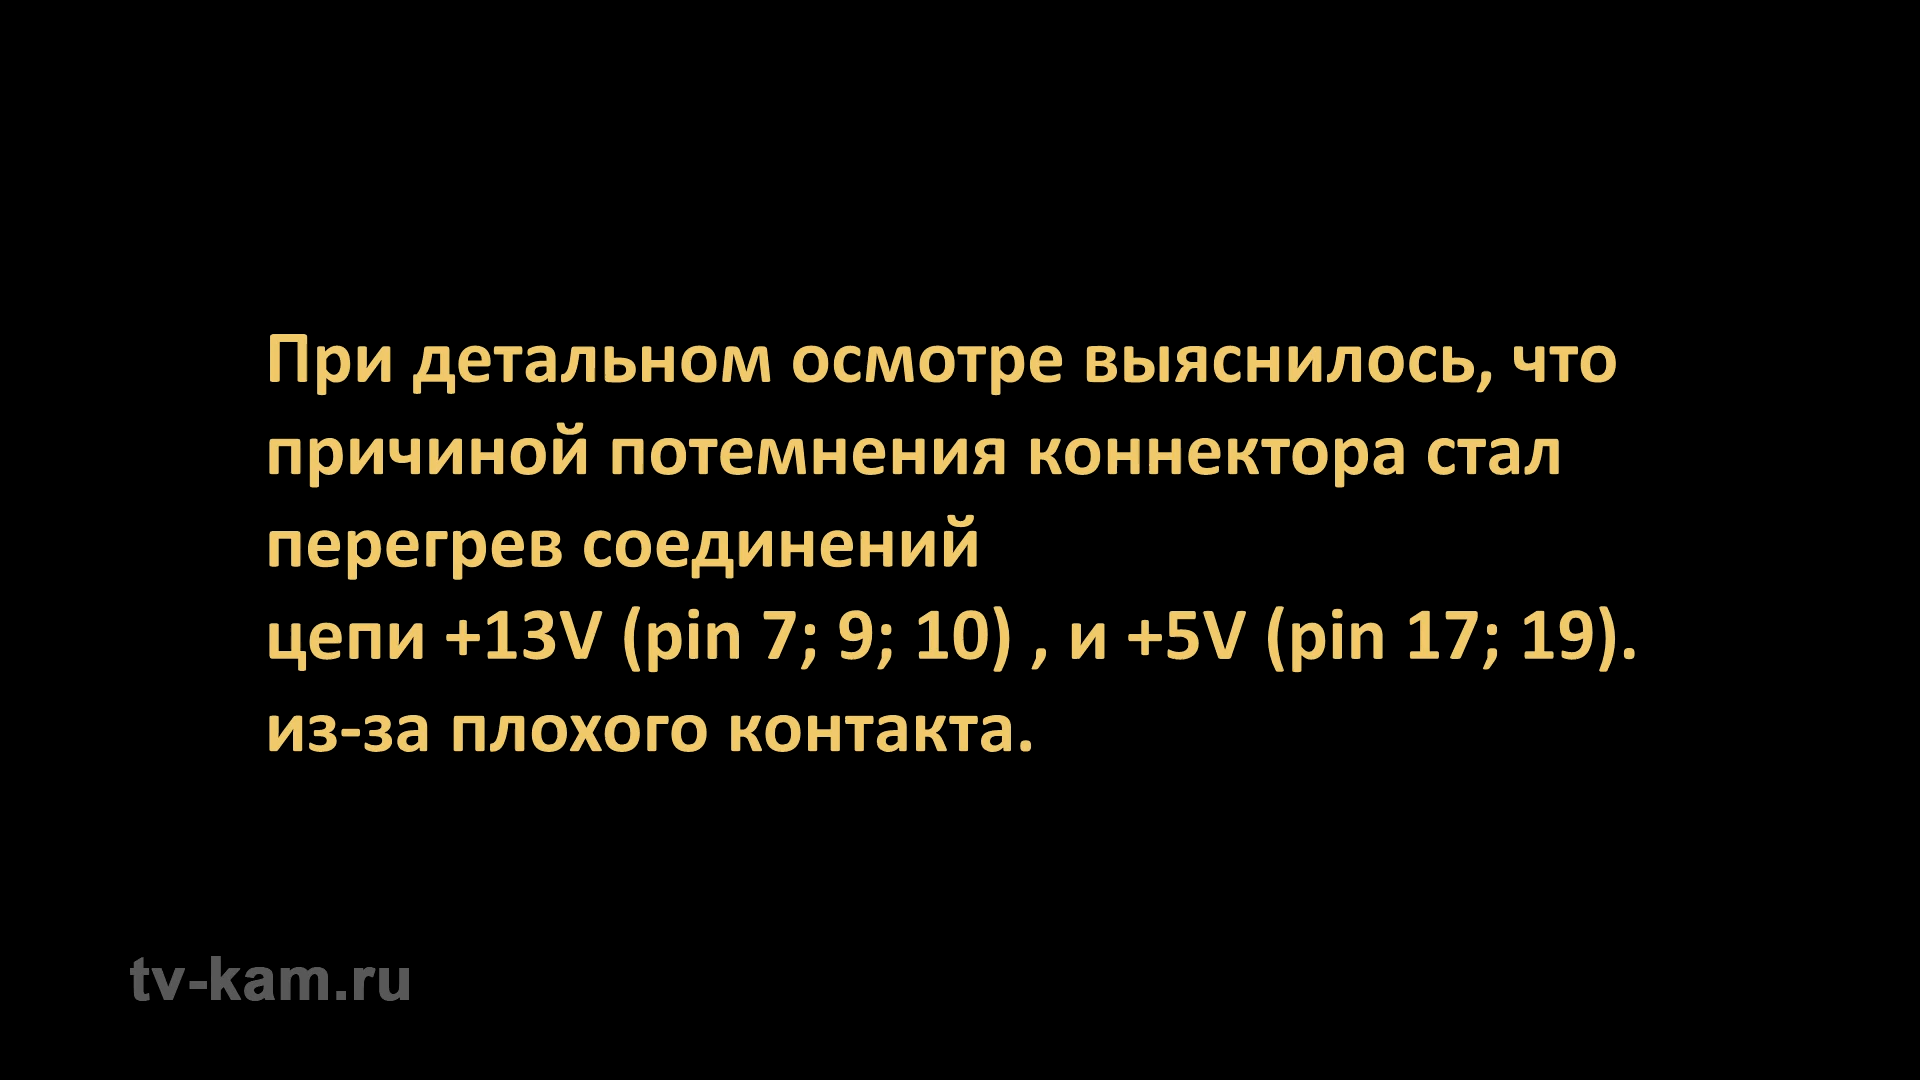 При детальном осмотре выяснилось, что
причиной потемнения коннектора стал
перегрев соединений
цепи +13V (pin 7; 9; 10) , и +5V (pin 17; 19).
из-за плохого контакта.
tv-kam.ru